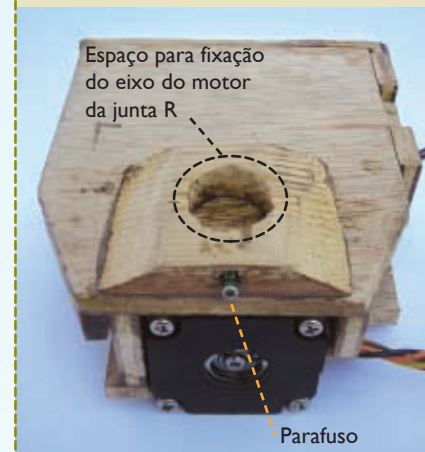 Espaço para fixação
do eixo do motor
da junta R
Parafuso